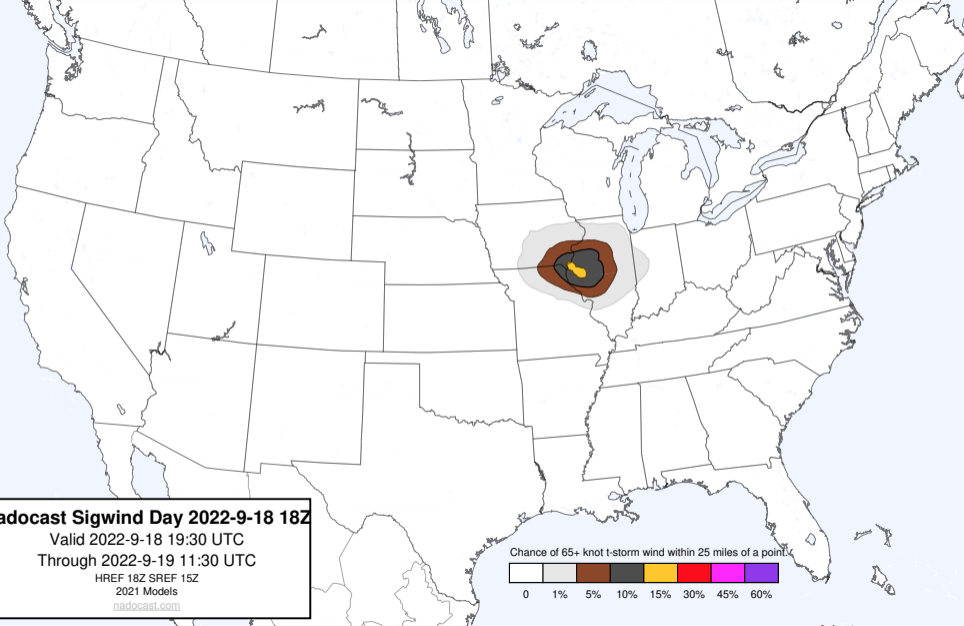 adocast Sigwind Day 2022-9-18 18Z
Valid 2022-9-18 19:30 UTC
Through 2022-9-19 11:30 UTC
HREF 18Z SREF 15Z
2021 Models
nadocast.com
Chance of 65+ knot t-storm wind within 25 miles of a point.
0 1% 5% 10% 15% 30% 45% 60%